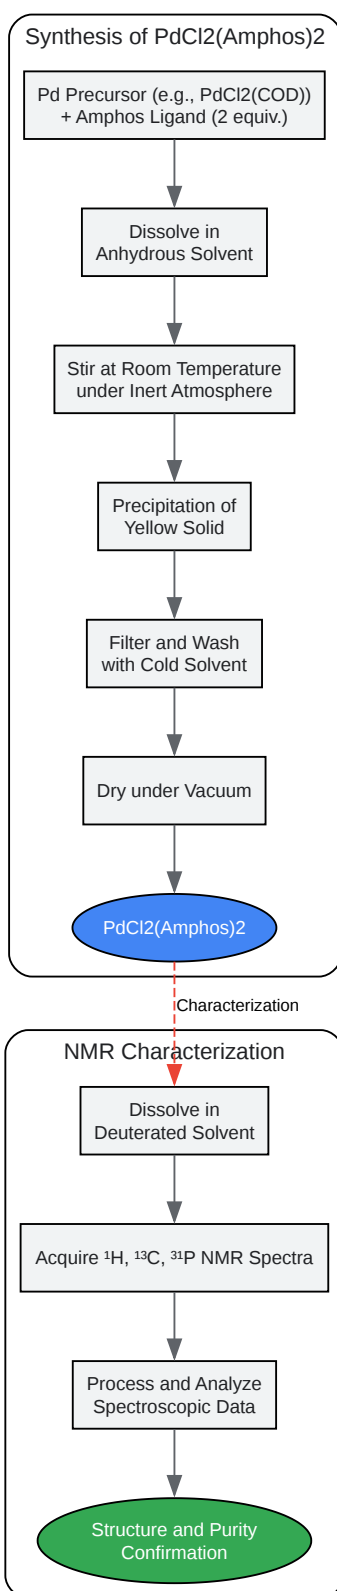 Synthesis of PdCl2(Amphos)2
Pd Precursor (e.g., PdCl2(COD))
+ Amphos Ligand (2 equiv.)
Dissolve in
Anhydrous Solvent
Stir at Room Temperature
under Inert Atmosphere
Precipitation of
Yellow Solid
Filter and Wash
with Cold Solvent
Dry under Vacuum
PdCl2(Amphos)2
Characterization
NMR Characterization
Dissolve in
Deuterated Solvent
Acquire ¹H, ¹³C, ³¹P NMR Spectra
Process and Analyze
Spectroscopic Data
Structure and Purity
Confirmation